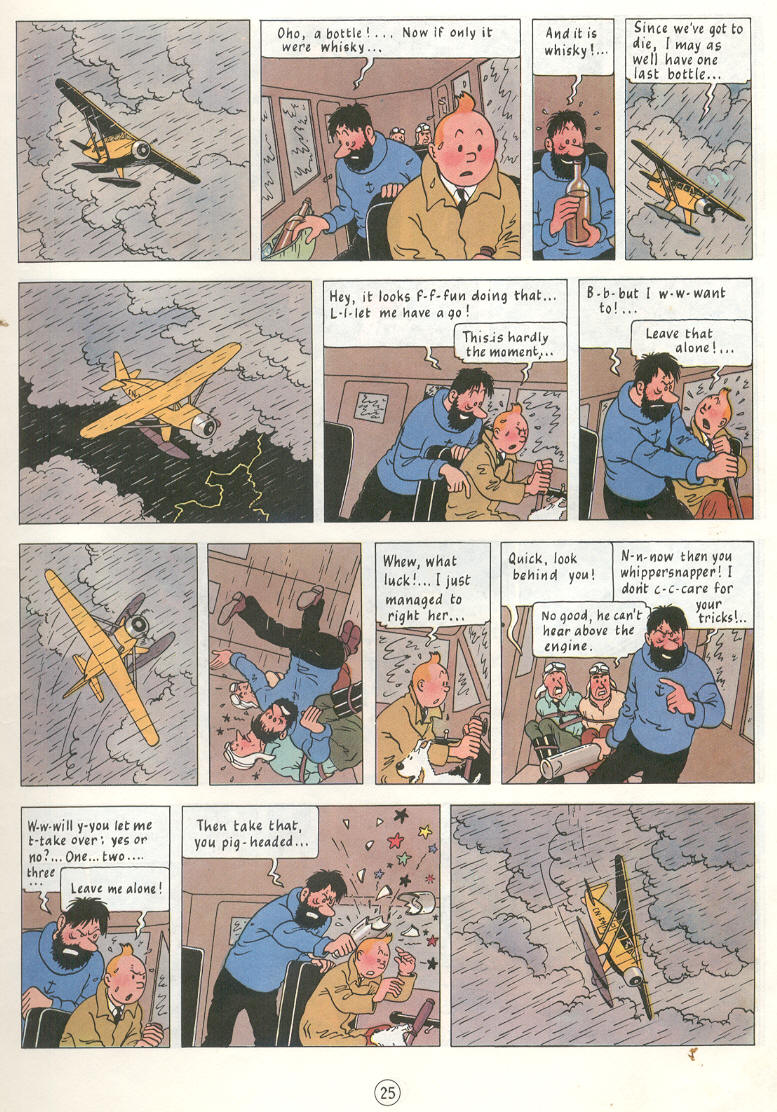 Oho, a bottle!... Now if only it
were whisky...
And it is
whisky!...
Since we've got to
die, I may as
well have one
last bottle...
Hey, it looks f-f-fun doing that...
L-l-let me have a go!
This is hardly
the moment,...
B-b-but I w-w-want
to!...
Leave that
alone!...
Whew, what
luck!... I just
managed to
right her...
Quick, look
behind you!
No good, he can't
hear above the
engine.
N-n-now then you
whippersnapper! I
don't c-c-care for
your
tricks!..
W-w-will y-you let me
t-take over: yes or
no?... One... two....
three
...
Leave me alone!
Then take that,
you pig-headed...
25